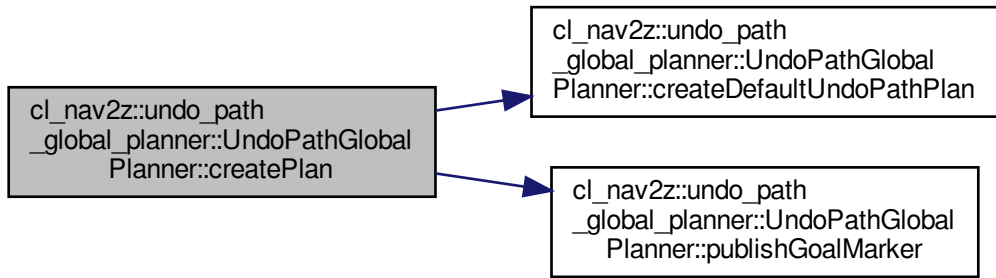 cl_nav2z::undo_path
_global_planner::UndoPathGlobal
Planner::createPlan
cl_nav2z::undo_path
_global_planner::UndoPathGlobal
Planner::createDefaultUndoPathPlan
cl_nav2z::undo_path
_global_planner::UndoPathGlobal
Planner::publishGoalMarker